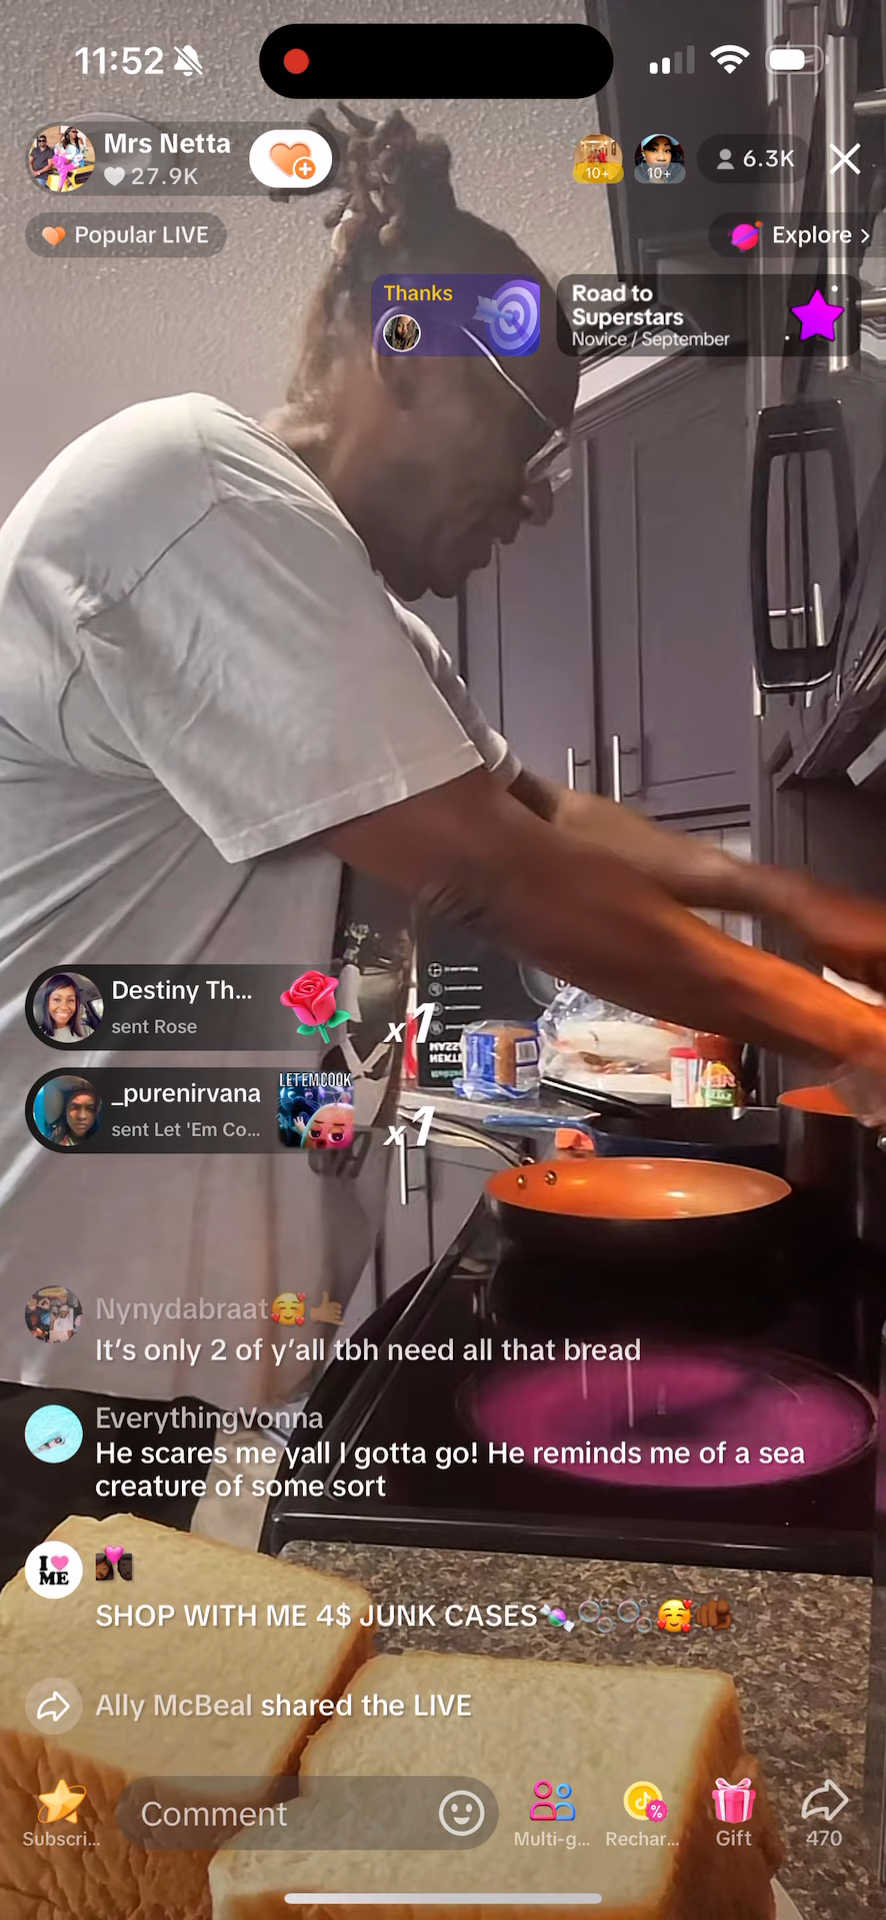 11:52
Mrs Netta
27.9K
10+
10+
6.3K
Popular LIVE
Explore >
Thanks
Road to
Superstars
Novice / September
Destiny Th...
sent Rose
x1
LETEMCOOK
_purenirvana
sent Let 'Em Co...
x1
Nynydabraat🥰🤙🏽
It’s only 2 of y’all tbh need all that bread
EverythingVonna
He scares me yall I gotta go! He reminds me of a sea
creature of some sort
I ♥
ME
SHOP WITH ME 4$ JUNK CASES🍬🫧🫧🥰🫶🏾
Ally McBeal shared the LIVE
Subscri...
Comment
Multi-g...
Rechar...
Gift
470